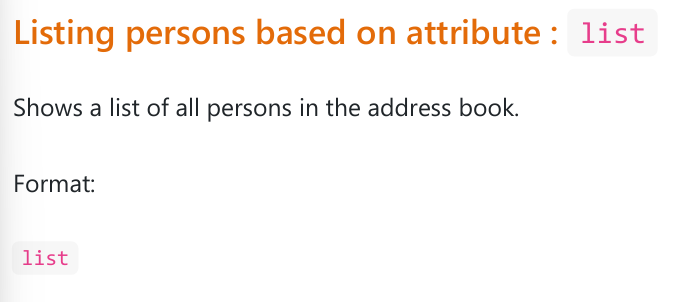 Listing persons based on attribute : list
Shows a list of all persons in the address book.
Format:
list